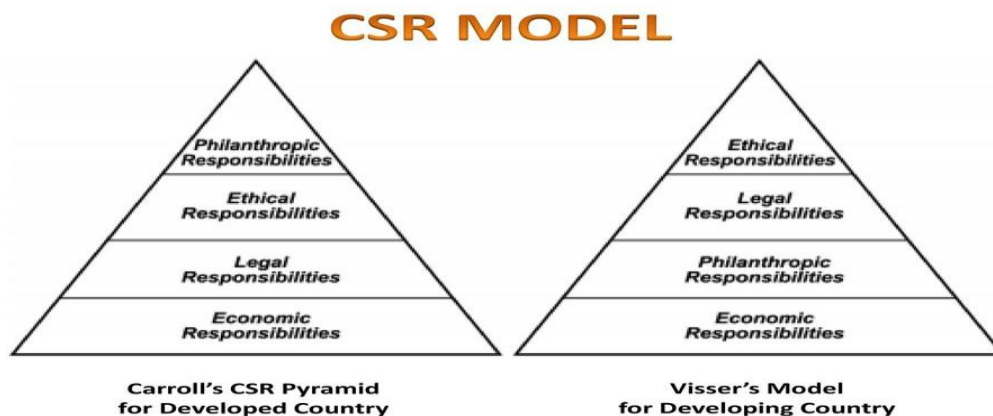 CSR MODEL
Philanthropic
Responsibilities
Ethical
Responsibilities
Legal
Responsibilities
Economic
Responsibilities
Carroll's CSR Pyramid
for Developed Country
Ethical
Responsibilities
Legal
Responsibilities
Philanthropic
Responsibilities
Economic
Responsibilities
Visser's Model
for Developing Country